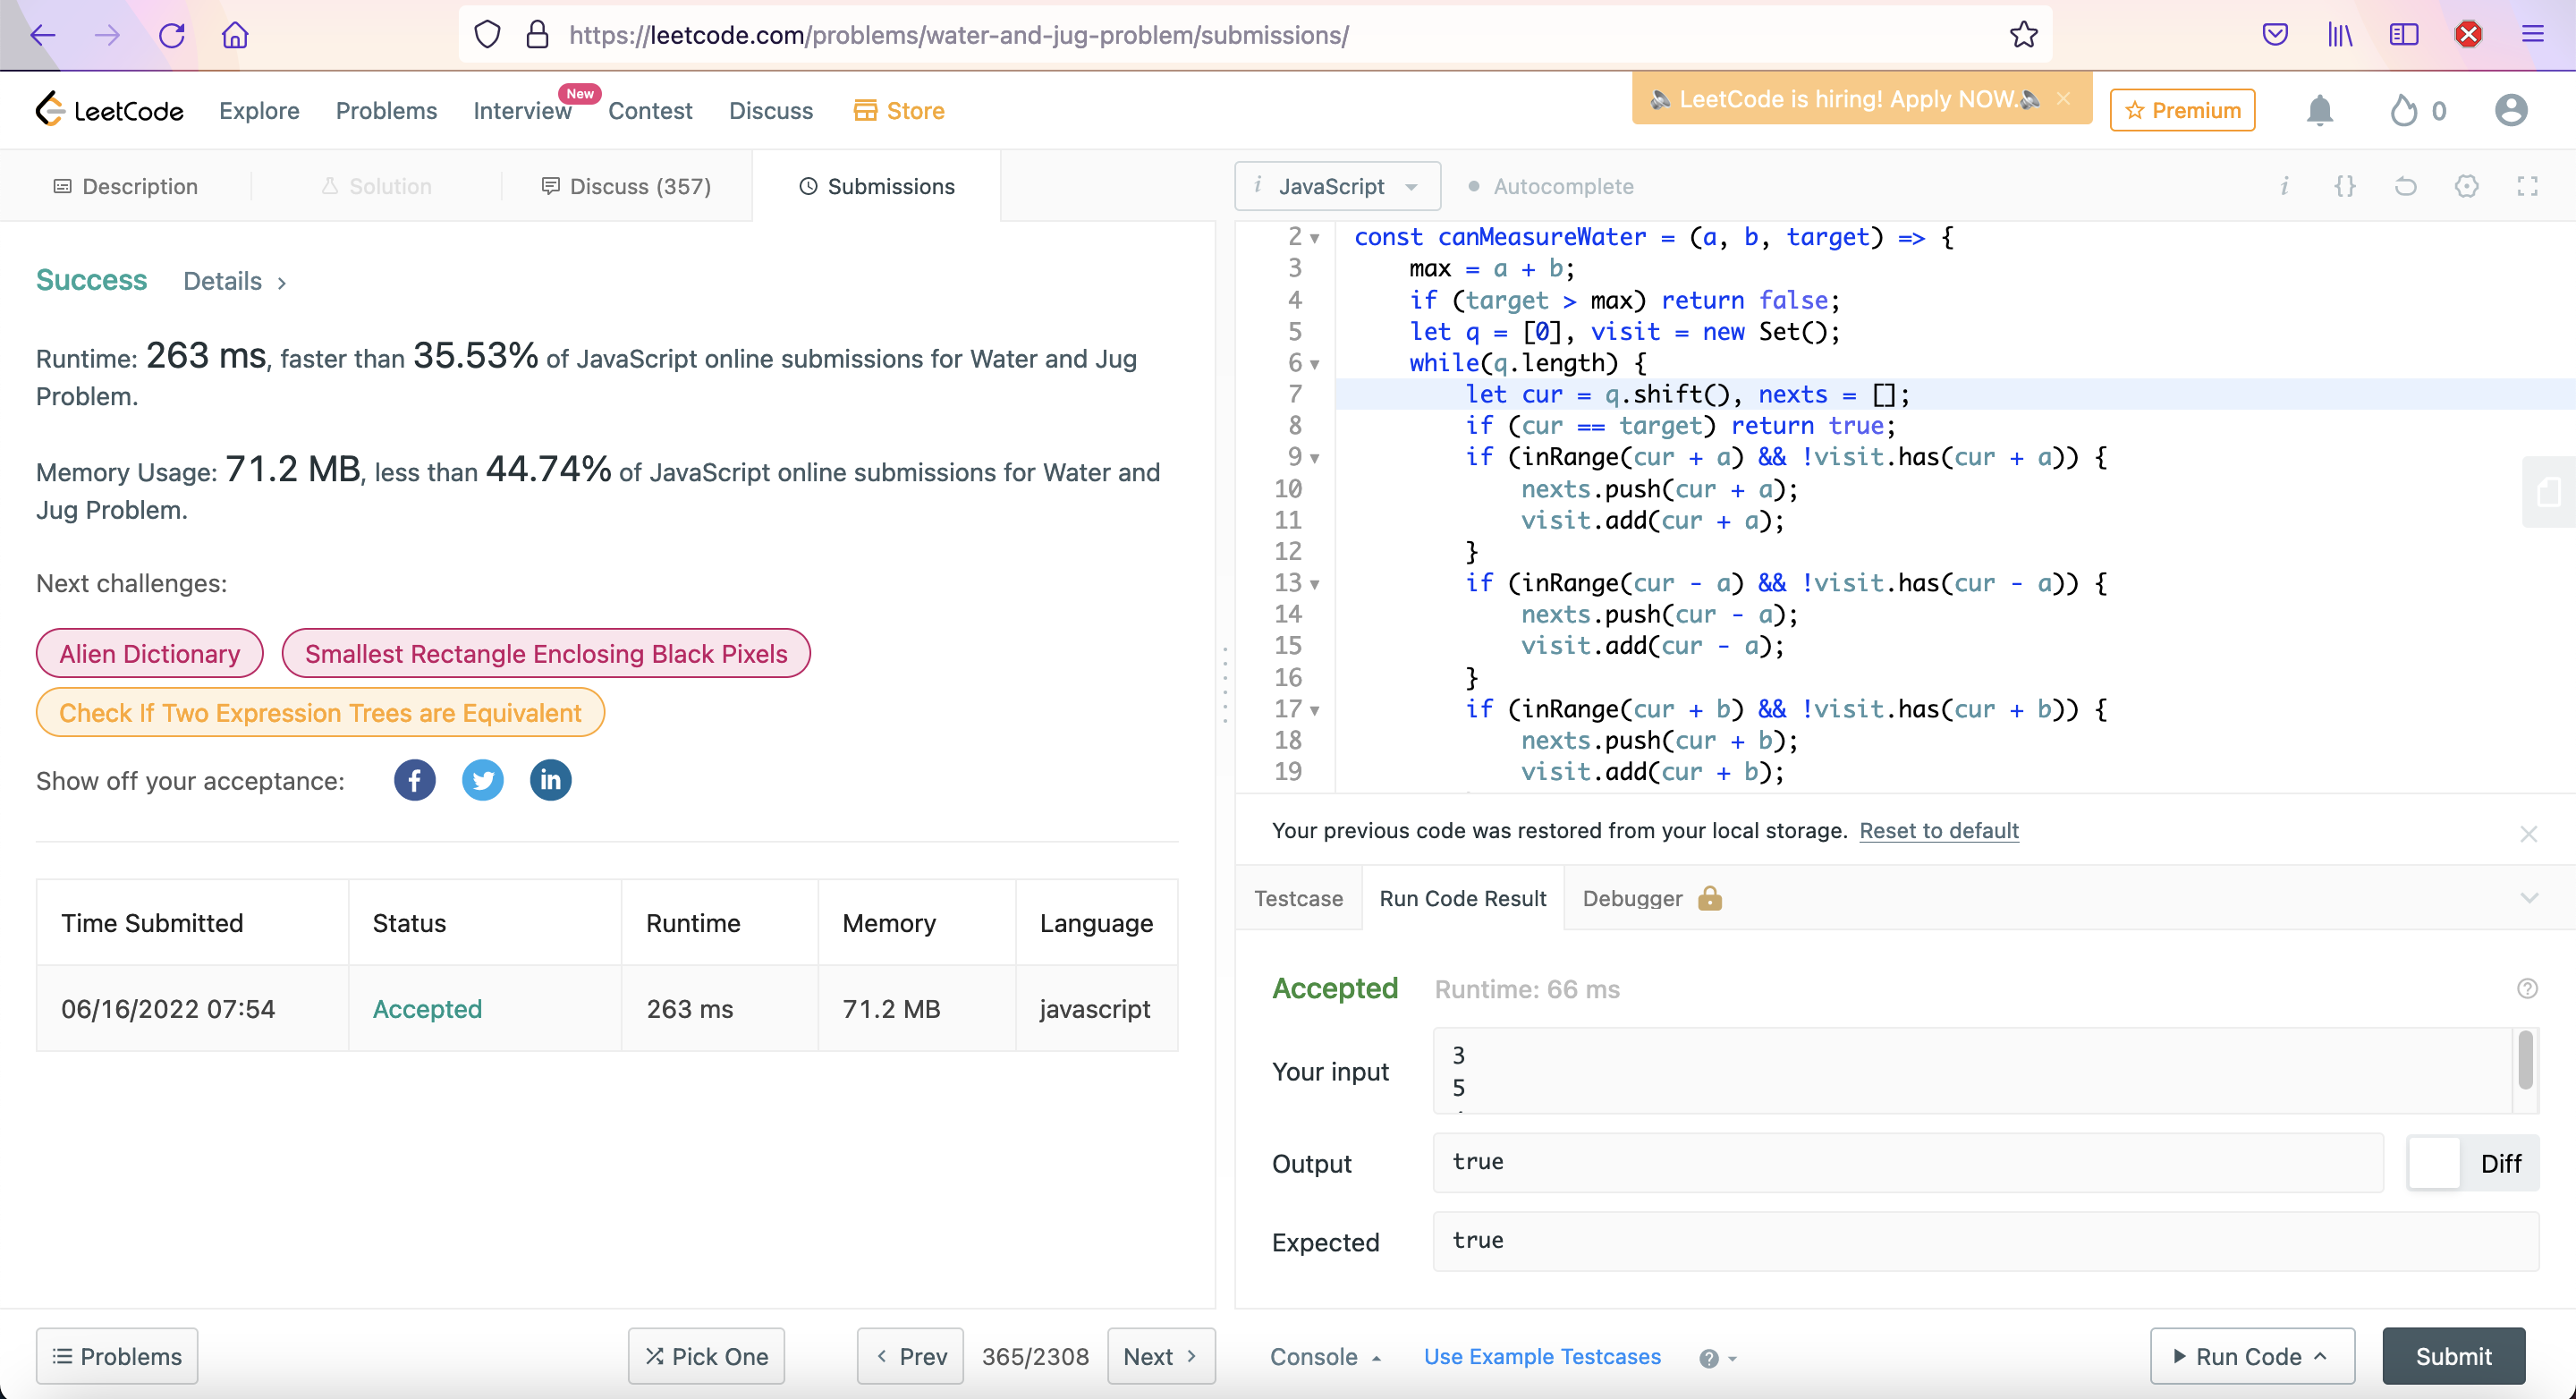 https://leetcode.com/problems/water-and-jug-problem/submissions/
LeetCode Explore Problems Interview New Contest Discuss Store
LeetCode is hiring! Apply NOW.
Premium 0
Description Solution Discuss (357) Submissions
Success Details >
Runtime: 263 ms, faster than 35.53% of JavaScript online submissions for Water and Jug
Problem.
Memory Usage: 71.2 MB, less than 44.74% of JavaScript online submissions for Water and
Jug Problem.
Next challenges:
Alien Dictionary Smallest Rectangle Enclosing Black Pixels
Check If Two Expression Trees are Equivalent
Show off your acceptance: f in
Time Submitted Status Runtime Memory Language
06/16/2022 07:54 Accepted 263 ms 71.2 MB javascript
Problems Pick One < Prev 365/2308 Next >
i JavaScript Autocomplete i {}
2 const canMeasureWater = (a, b, target) => {
3 max = a + b;
4 if (target > max) return false;
5 let q = [0], visit = new Set();
6 while(q.length) {
7 let cur = q.shift(), nexts = [];
8 if (cur == target) return true;
9 if (inRange(cur + a) && !visit.has(cur + a)) {
10 nexts.push(cur + a);
11 visit.add(cur + a);
12 }
13 if (inRange(cur - a) && !visit.has(cur - a)) {
14 nexts.push(cur - a);
15 visit.add(cur - a);
16 }
17 if (inRange(cur + b) && !visit.has(cur + b)) {
18 nexts.push(cur + b);
19 visit.add(cur + b);
Your previous code was restored from your local storage. Reset to default
Testcase Run Code Result Debugger
Accepted Runtime: 66 ms
Your input
3
5
Output true Diff
Expected true
Console Use Example Testcases ? Run Code Submit